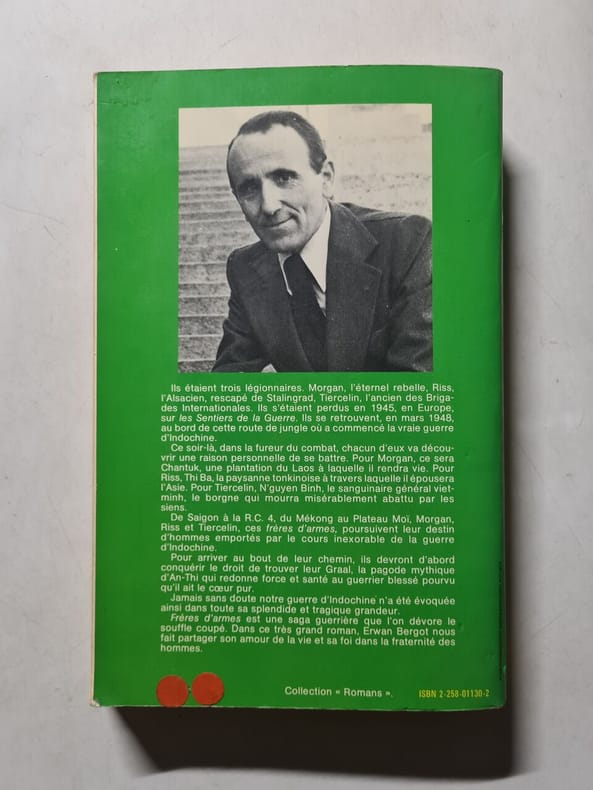 Ils étaient trois légionnaires. Morgan, l'éternel rebelle, Riss,
l'Alsacien, rescapé de Stalingrad, Tiercelin, l'ancien des Briga-
des Internationales. Ils s'étaient perdus en 1945, en Europe,
sur les Sentiers de la Guerre. Ils se retrouvent, en mars 1948,
au bord de cette route de jungle où a commencé la vraie guerre
d'Indochine.
Ce soir-là, dans la fureur du combat, chacun d'eux va décou-
vrir une raison personnelle de se battre. Pour Morgan, ce sera
Chantuk, une plantation du Laos à laquelle il rendra vie. Pour
Riss, Thi Ba, la paysanne tonkinoise à travers laquelle il épousera
l'Asie. Pour Tiercelin, N'guyen Binh, le sanguinaire général viet-
minh, le borgne qui mourra misérablement abattu par les
siens.
De Saigon à la R.C. 4, du Mékong au Plateau Moï, Morgan,
Riss et Tiercelin, ces frères d'armes, poursuivent leur destin
d'hommes emportés par le cours inexorable de la guerre
d'Indochine.
Pour arriver au bout de leur chemin, ils devront d'abord
conquérir le droit de trouver leur Graal, la pagode mythique
d'An-Thi qui redonne force et santé au guerrier blessé pourvu
qu'il ait le cœur pur.
Jamais sans doute notre guerre d'Indochine n'a été évoquée
ainsi dans toute sa splendide et tragique grandeur.
Frères d'armes est une saga guerrière que l'on dévore le
souffle coupé. Dans ce très grand roman, Erwan Bergot nous
fait partager son amour de la vie et sa foi dans la fraternité des
hommes.
Collection « Romans ».
ISBN 2-258-01130-2